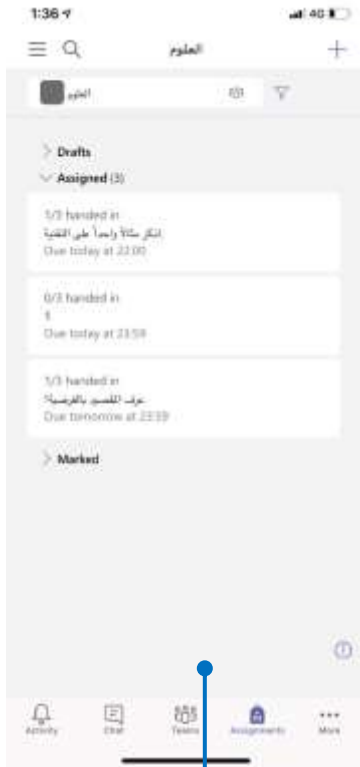 1:36
4G
العلوم
العلوم
Drafts
Assigned (3)
1/3 handed in
اذكر مثالاً واحداً على التقنية
Due today at 22:00
0/3 handed in
1
Due today at 23:59
1/3 handed in
عرف المقصود بالفرضية؟
Due tomorrow at 23:59
Marked
Activity
Chat
Teams
Assignments
More